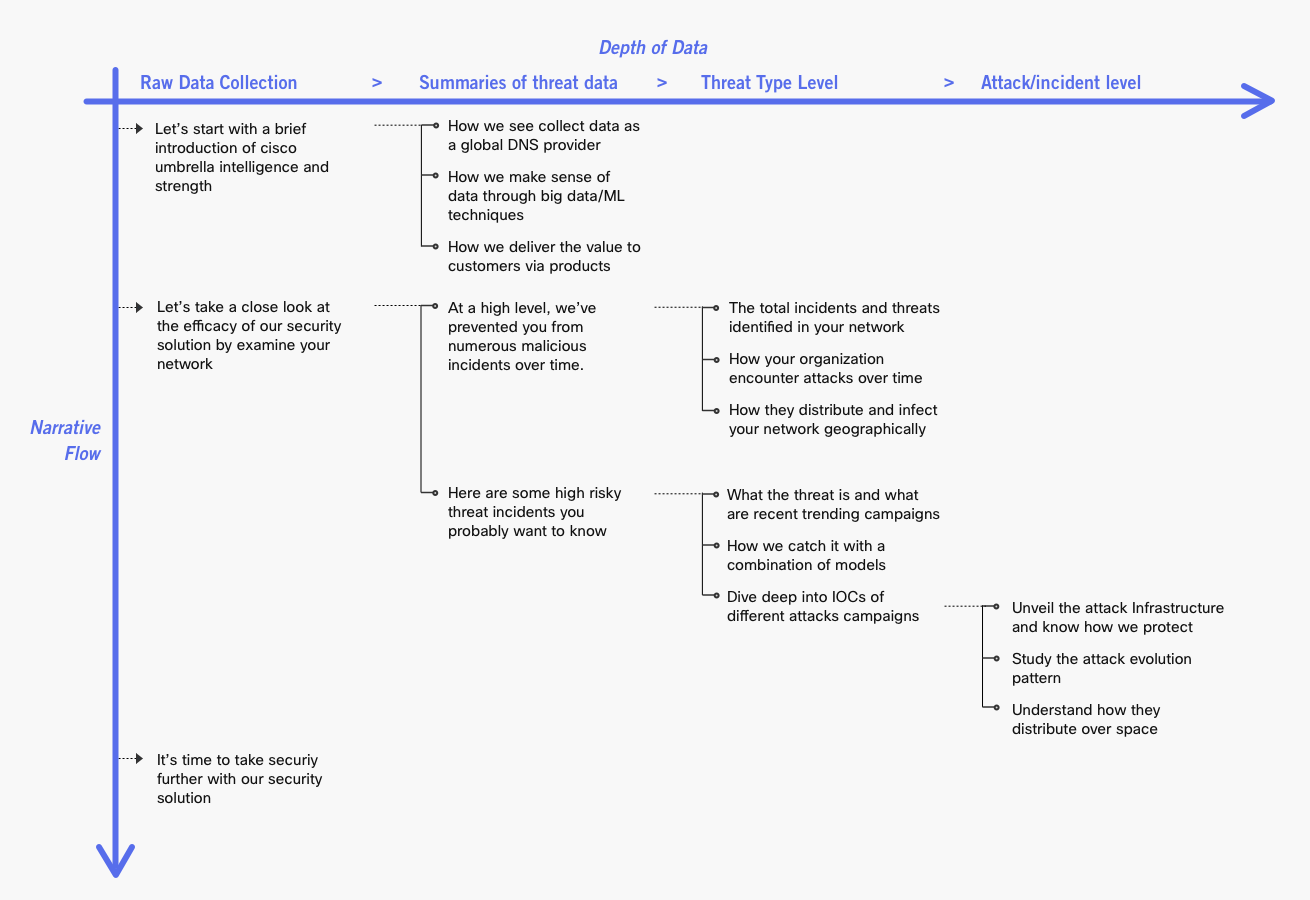 Depth of Data
Raw Data Collection > Summaries of threat data > Threat Type Level > Attack/incident level
Narrative
Flow
Let's start with a brief
introduction of cisco
umbrella intelligence and
strength
How we see collect data as
a global DNS provider
How we make sense of
data through big data/ML
techniques
How we deliver the value to
customers via products
Let's take a close look at
the efficacy of our security
solution by examine your
network
At a high level, we've
prevented you from
numerous malicious
incidents over time.
The total incidents and threats
identified in your network
How your organization
encounter attacks over time
How they distribute and infect
your network geographically
Here are some high risky
threat incidents you
probably want to know
What the threat is and what
are recent trending campaigns
How we catch it with a
combination of models
Dive deep into IOCs of
different attacks campaigns
Unveil the attack Infrastructure
and know how we protect
Study the attack evolution
pattern
Understand how they
distribute over space
It's time to take securiy
further with our security
solution